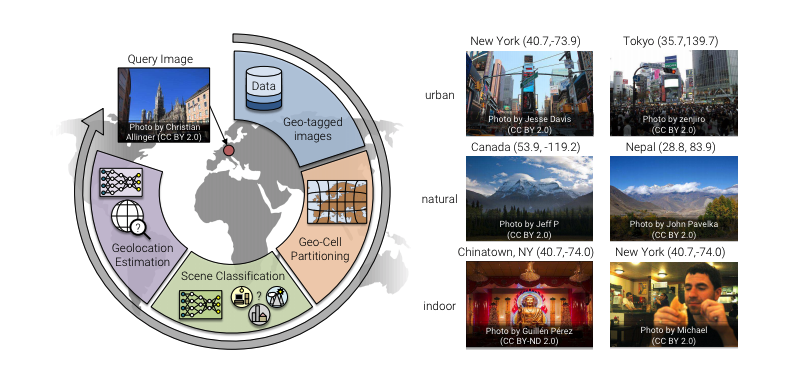 Query Image
Photo by Christian
Allinger (CC BY 2.0)
Data
Geo-tagged
images
Geo-Cell
Partitioning
Scene Classification
?
Geolocation
Estimation
?
New York (40.7,-73.9)
Tokyo (35.7,139.7)
urban
Photo by Jesse Davis
(CC BY 2.0)
Photo by zenjiro
(CC BY 2.0)
Canada (53.9, -119.2)
Nepal (28.8, 83.9)
natural
Photo by Jeff P
(CC BY 2.0)
Photo by John Pavelka
(CC BY 2.0)
Chinatown, NY (40.7,-74.0)
New York (40.7,-74.0)
indoor
Photo by Guillén Pérez
(CC BY-ND 2.0)
Photo by Michael
(CC BY 2.0)